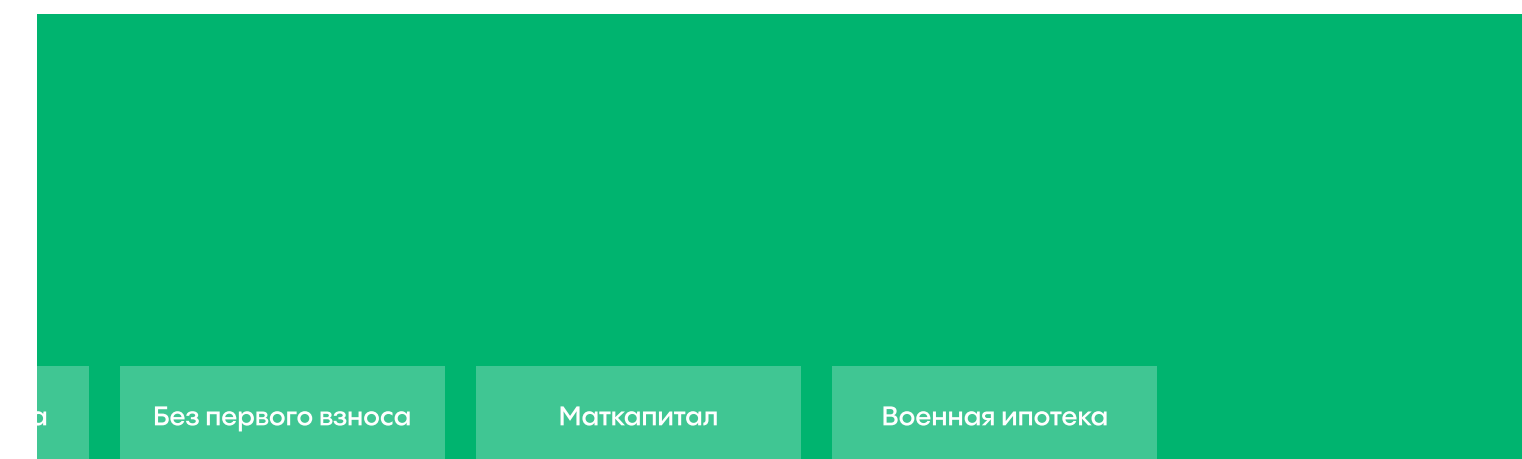 Без первого взноса
Маткапитал
Военная ипотека